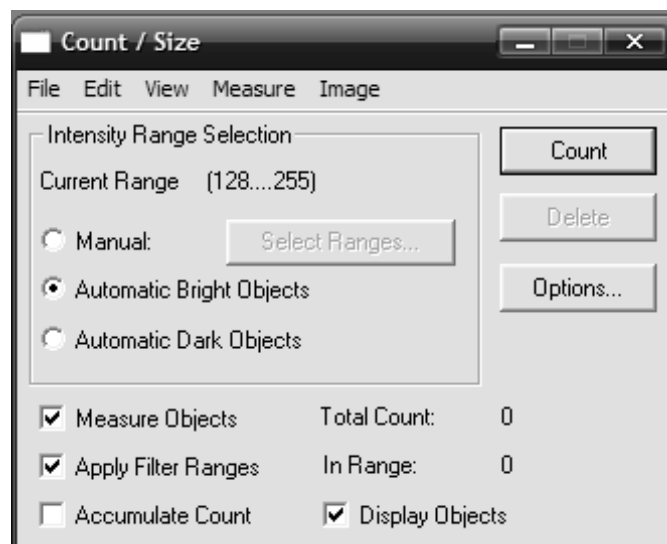 Count / Size
File Edit View Measure Image
Intensity Range Selection
Current Range (128....255)
Manual: Select Ranges...
Automatic Bright Objects
Automatic Dark Objects
Count
Delete
Options...
Measure Objects Total Count: 0
Apply Filter Ranges In Range: 0
Accumulate Count Display Objects